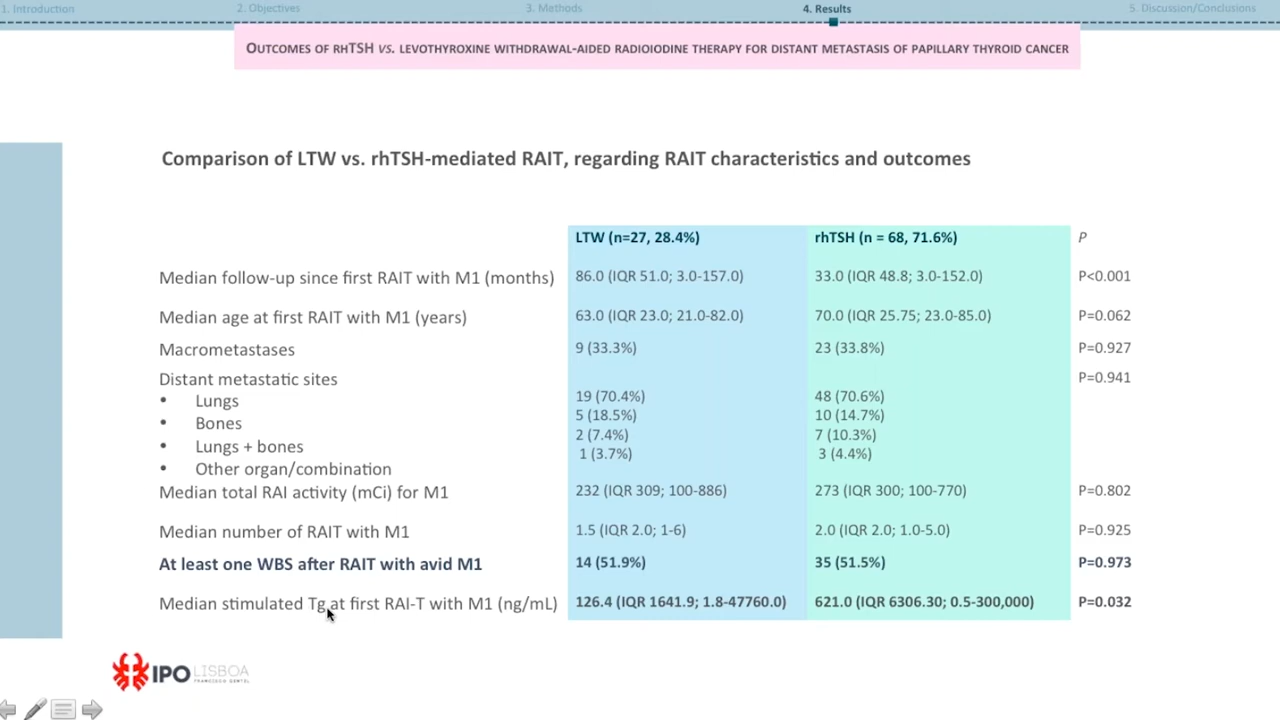 1. Introduction 2. Objectives 3. Methods 4. Results 5. Discussion/Conclusions
OUTCOMES OF RHTSH VS. LEVOTHYROXINE WITHDRAWAL-AIDED RADIOIODINE THERAPY FOR DISTANT METASTASIS OF PAPILLARY THYROID CANCER
Comparison of LTW vs. rhTSH-mediated RAIT, regarding RAIT characteristics and outcomes
LTW (n=27, 28.4%) rhTSH (n = 68, 71.6%) P
Median follow-up since first RAIT with M1 (months) 86.0 (IQR 51.0; 3.0-157.0) 33.0 (IQR 48.8; 3.0-152.0) P<0.001
Median age at first RAIT with M1 (years) 63.0 (IQR 23.0; 21.0-82.0) 70.0 (IQR 25.75; 23.0-85.0) P=0.062
Macrometastases 9 (33.3%) 23 (33.8%) P=0.927
Distant metastatic sites P=0.941
• Lungs 19 (70.4%) 48 (70.6%)
• Bones 5 (18.5%) 10 (14.7%)
• Lungs + bones 2 (7.4%) 7 (10.3%)
• Other organ/combination 1 (3.7%) 3 (4.4%)
Median total RAI activity (mCi) for M1 232 (IQR 309; 100-886) 273 (IQR 300; 100-770) P=0.802
Median number of RAIT with M1 1.5 (IQR 2.0; 1-6) 2.0 (IQR 2.0; 1.0-5.0) P=0.925
At least one WBS after RAIT with avid M1 14 (51.9%) 35 (51.5%) P=0.973
Median stimulated Tg at first RAI-T with M1 (ng/mL) 126.4 (IQR 1641.9; 1.8-47760.0) 621.0 (IQR 6306.30; 0.5-300,000) P=0.032
IPO LISBOA
FRANCISCO GENTIL